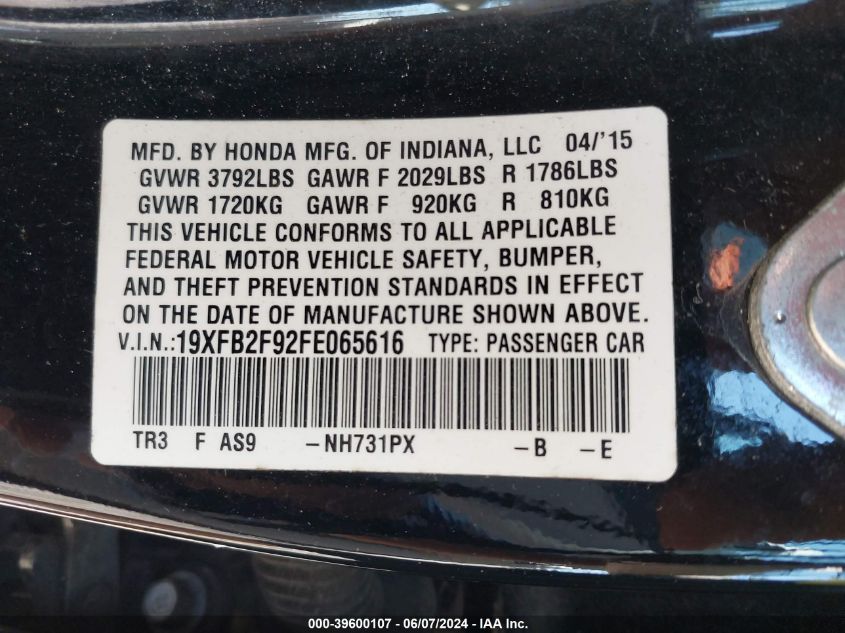 MFD. BY HONDA MFG. OF INDIANA, LLC 04/'15
GVWR 3792LBS GAWR F 2029LBS R 1786LBS
GVWR 1720KG GAWR F 920KG R 810KG
THIS VEHICLE CONFORMS TO ALL APPLICABLE
FEDERAL MOTOR VEHICLE SAFETY, BUMPER,
AND THEFT PREVENTION STANDARDS IN EFFECT
ON THE DATE OF MANUFACTURE SHOWN ABOVE.
V.I.N.:19XFB2F92FE065616 TYPE: PASSENGER CAR
TR3 F AS9 -NH731PX -B -E
000-39600107 - 06/07/2024 - IAA Inc.